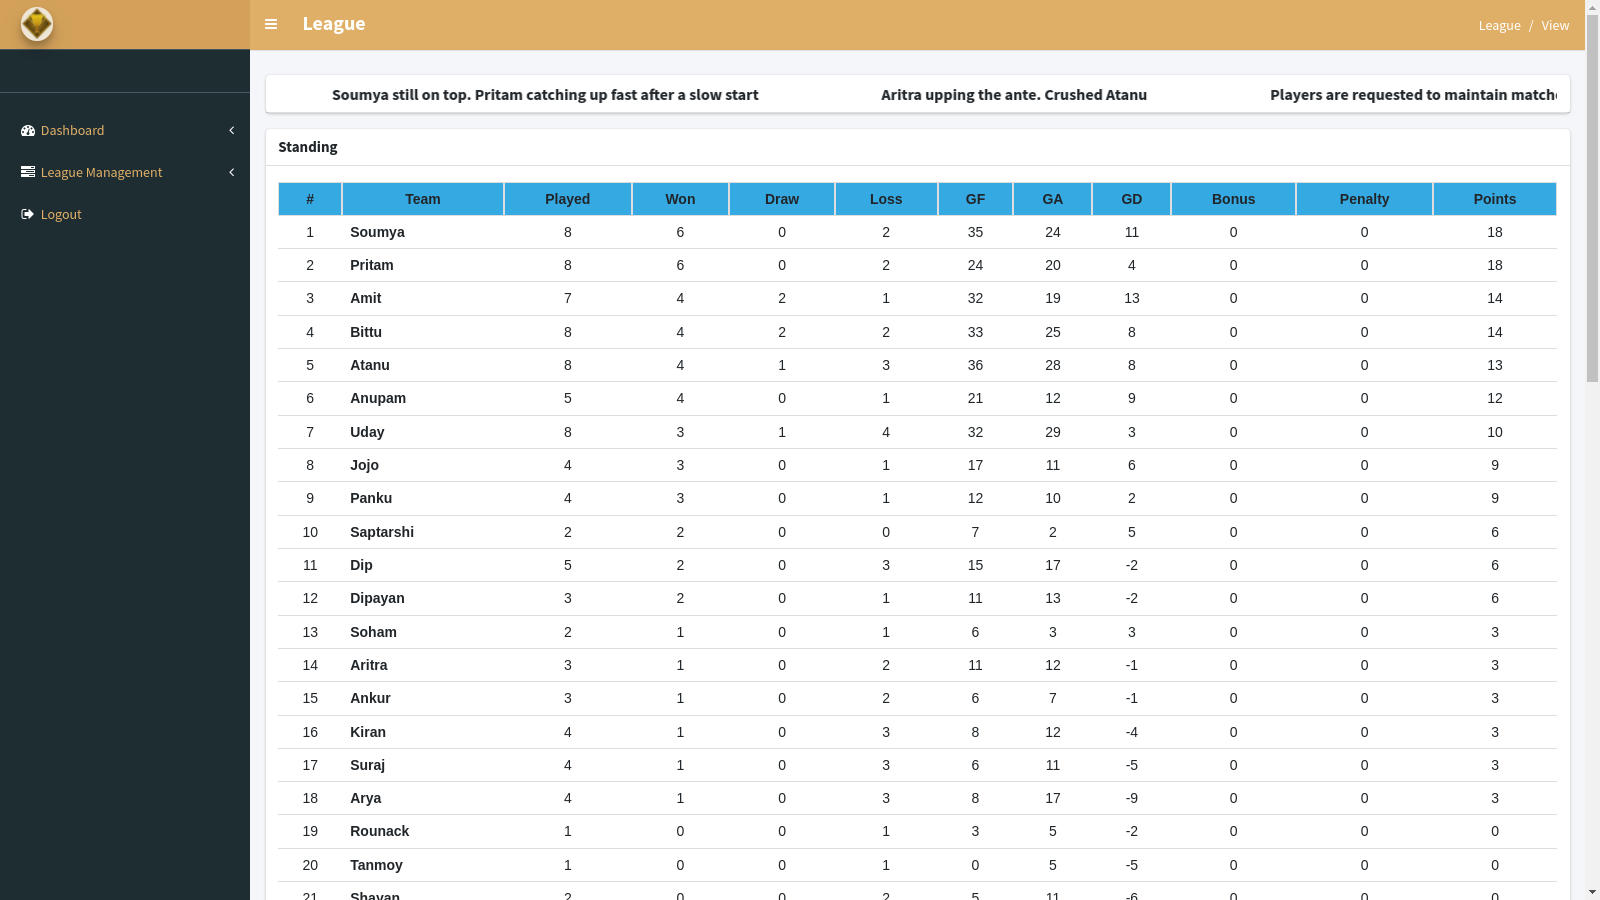 League
League / View
Dashboard
League Management
Logout
Soumya still on top. Pritam catching up fast after a slow start Aritra upping the ante. Crushed Atanu Players are requested to maintain
Standing
# Team Played Won Draw Loss GF GA GD Bonus Penalty Points
1 Soumya 8 6 0 2 35 24 11 0 0 18
2 Pritam 8 6 0 2 24 20 4 0 0 18
3 Amit 7 4 2 1 32 19 13 0 0 14
4 Bittu 8 4 2 2 33 25 8 0 0 14
5 Atanu 8 4 1 3 36 28 8 0 0 13
6 Anupam 5 4 0 1 21 12 9 0 0 12
7 Uday 8 3 1 4 32 29 3 0 0 10
8 Jojo 4 3 0 1 17 11 6 0 0 9
9 Panku 4 3 0 1 12 10 2 0 0 9
10 Saptarshi 2 2 0 0 7 2 5 0 0 6
11 Dip 5 2 0 3 15 17 -2 0 0 6
12 Dipayan 3 2 0 1 11 13 -2 0 0 6
13 Soham 2 1 0 1 6 3 3 0 0 3
14 Aritra 3 1 0 2 11 12 -1 0 0 3
15 Ankur 3 1 0 2 6 7 -1 0 0 3
16 Kiran 4 1 0 3 8 12 -4 0 0 3
17 Suraj 4 1 0 3 6 11 -5 0 0 3
18 Arya 4 1 0 3 8 17 -9 0 0 3
19 Rounack 1 0 0 1 3 5 -2 0 0 0
20 Tanmoy 1 0 0 1 0 5 -5 0 0 0
21 Shayan 2 0 0 2 5 11 -6 0 0 0